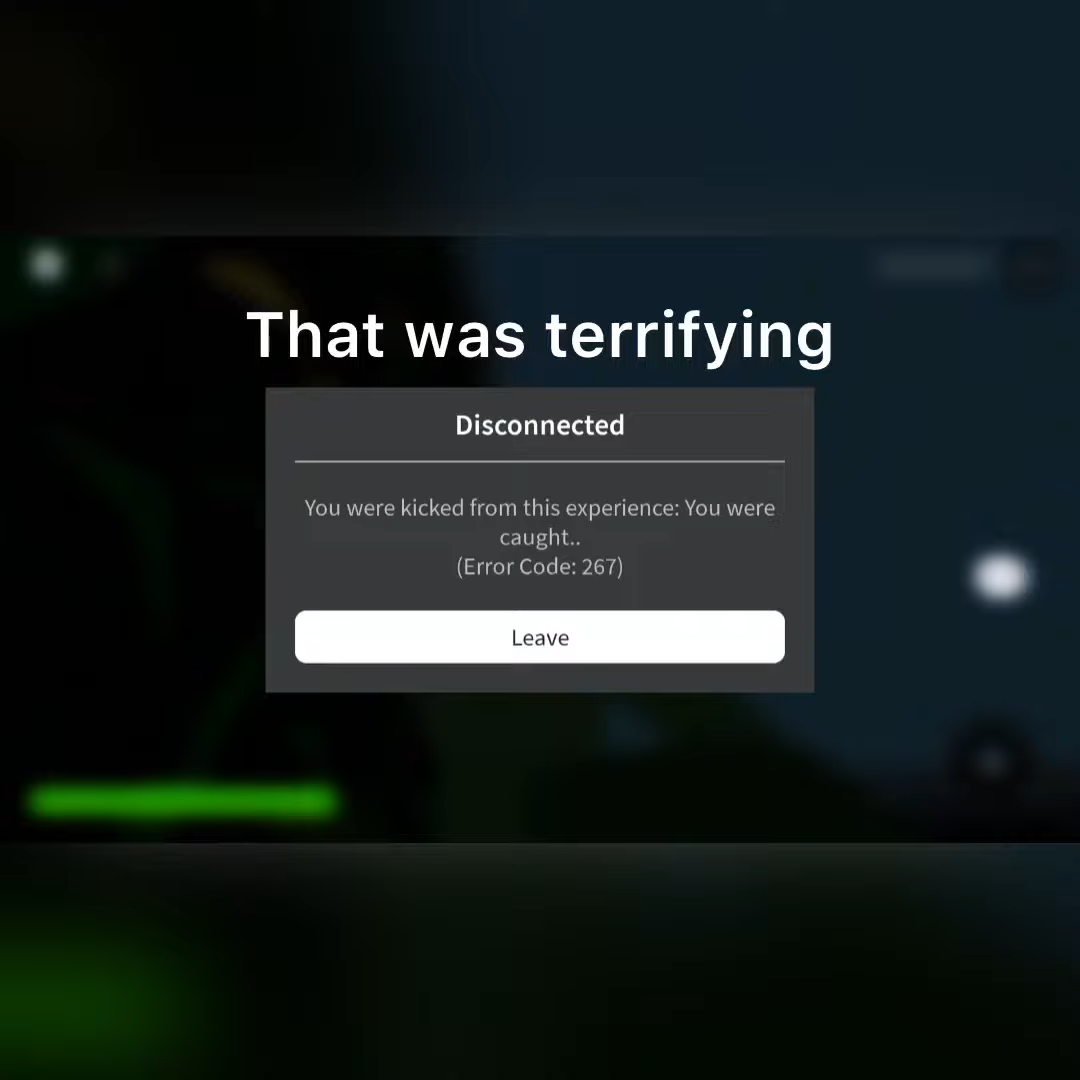 That was terrifying
Disconnected
You were kicked from this experience: You were
caught..
(Error Code: 267)
Leave